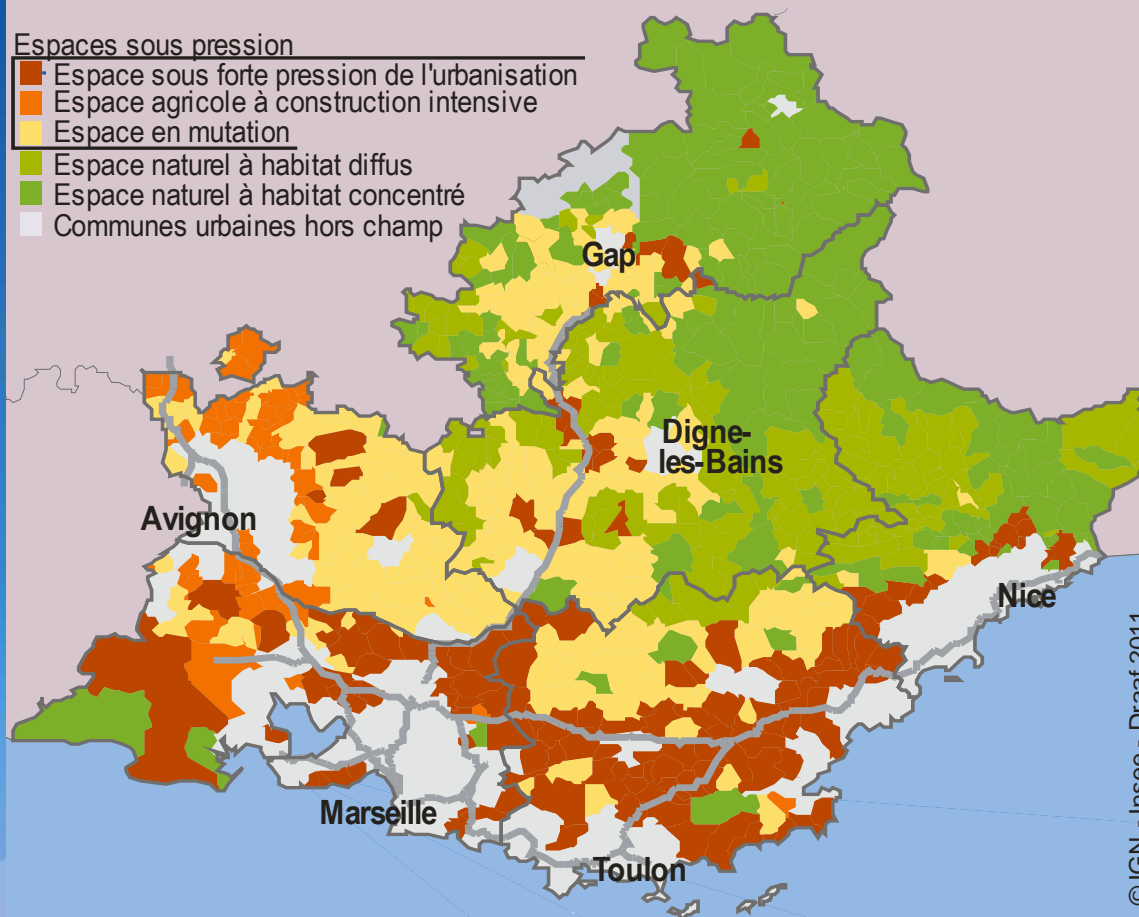 Espaces sous pression
Espace sous forte pression de l'urbanisation
Espace agricole à construction intensive
Espace en mutation
Espace naturel à habitat diffus
Espace naturel à habitat concentré
Communes urbaines hors champ
Gap
Digne-
les-Bains
Avignon
Nice
Marseille
Toulon
©IGN - Insee - Draaf 2011